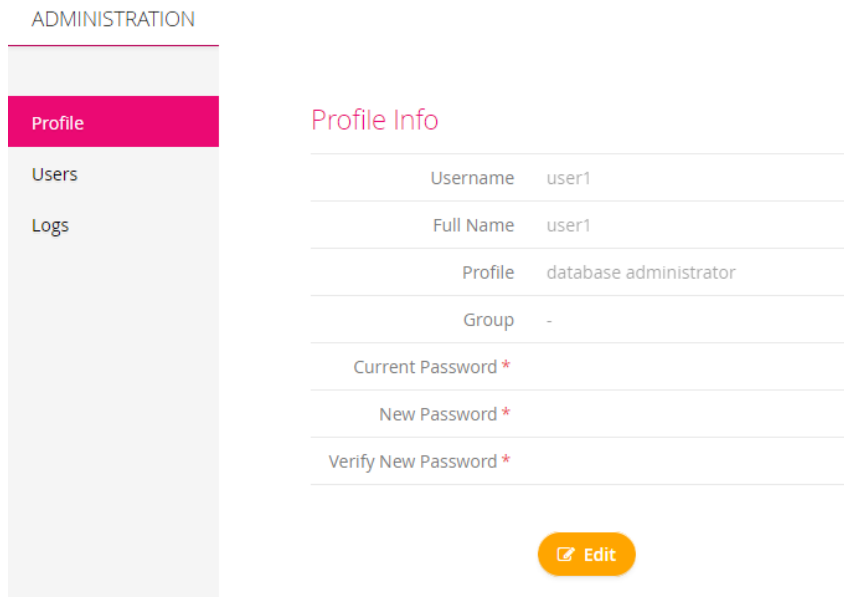 ADMINISTRATION
Profile
Users
Logs
Profile Info
Username user1
Full Name user1
Profile database administrator
Group -
Current Password *
New Password *
Verify New Password *
Edit